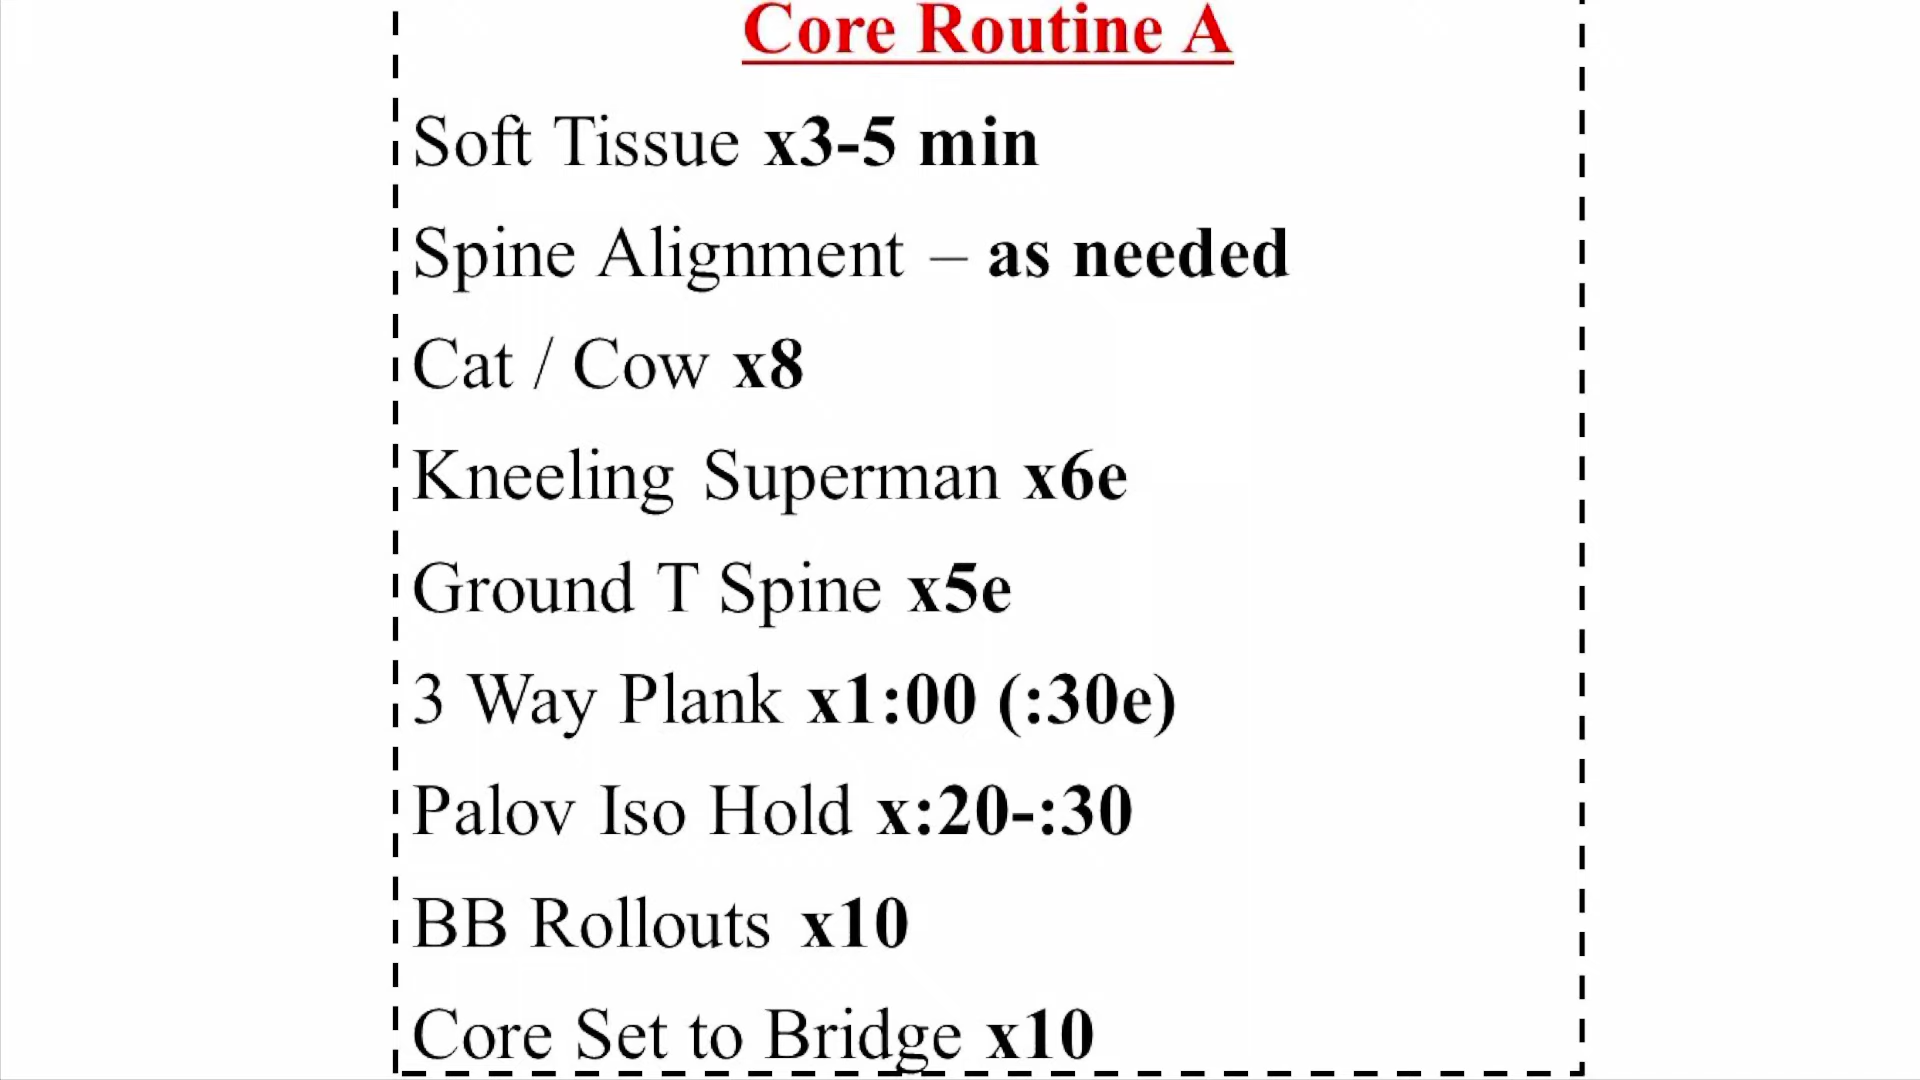 Core Routine A
Soft Tissue x3-5 min
Spine Alignment – as needed
Cat / Cow x8
Kneeling Superman x6e
Ground T Spine x5e
3 Way Plank x1:00 (:30e)
Palov Iso Hold x:20-:30
BB Rollouts x10
Core Set to Bridge x10